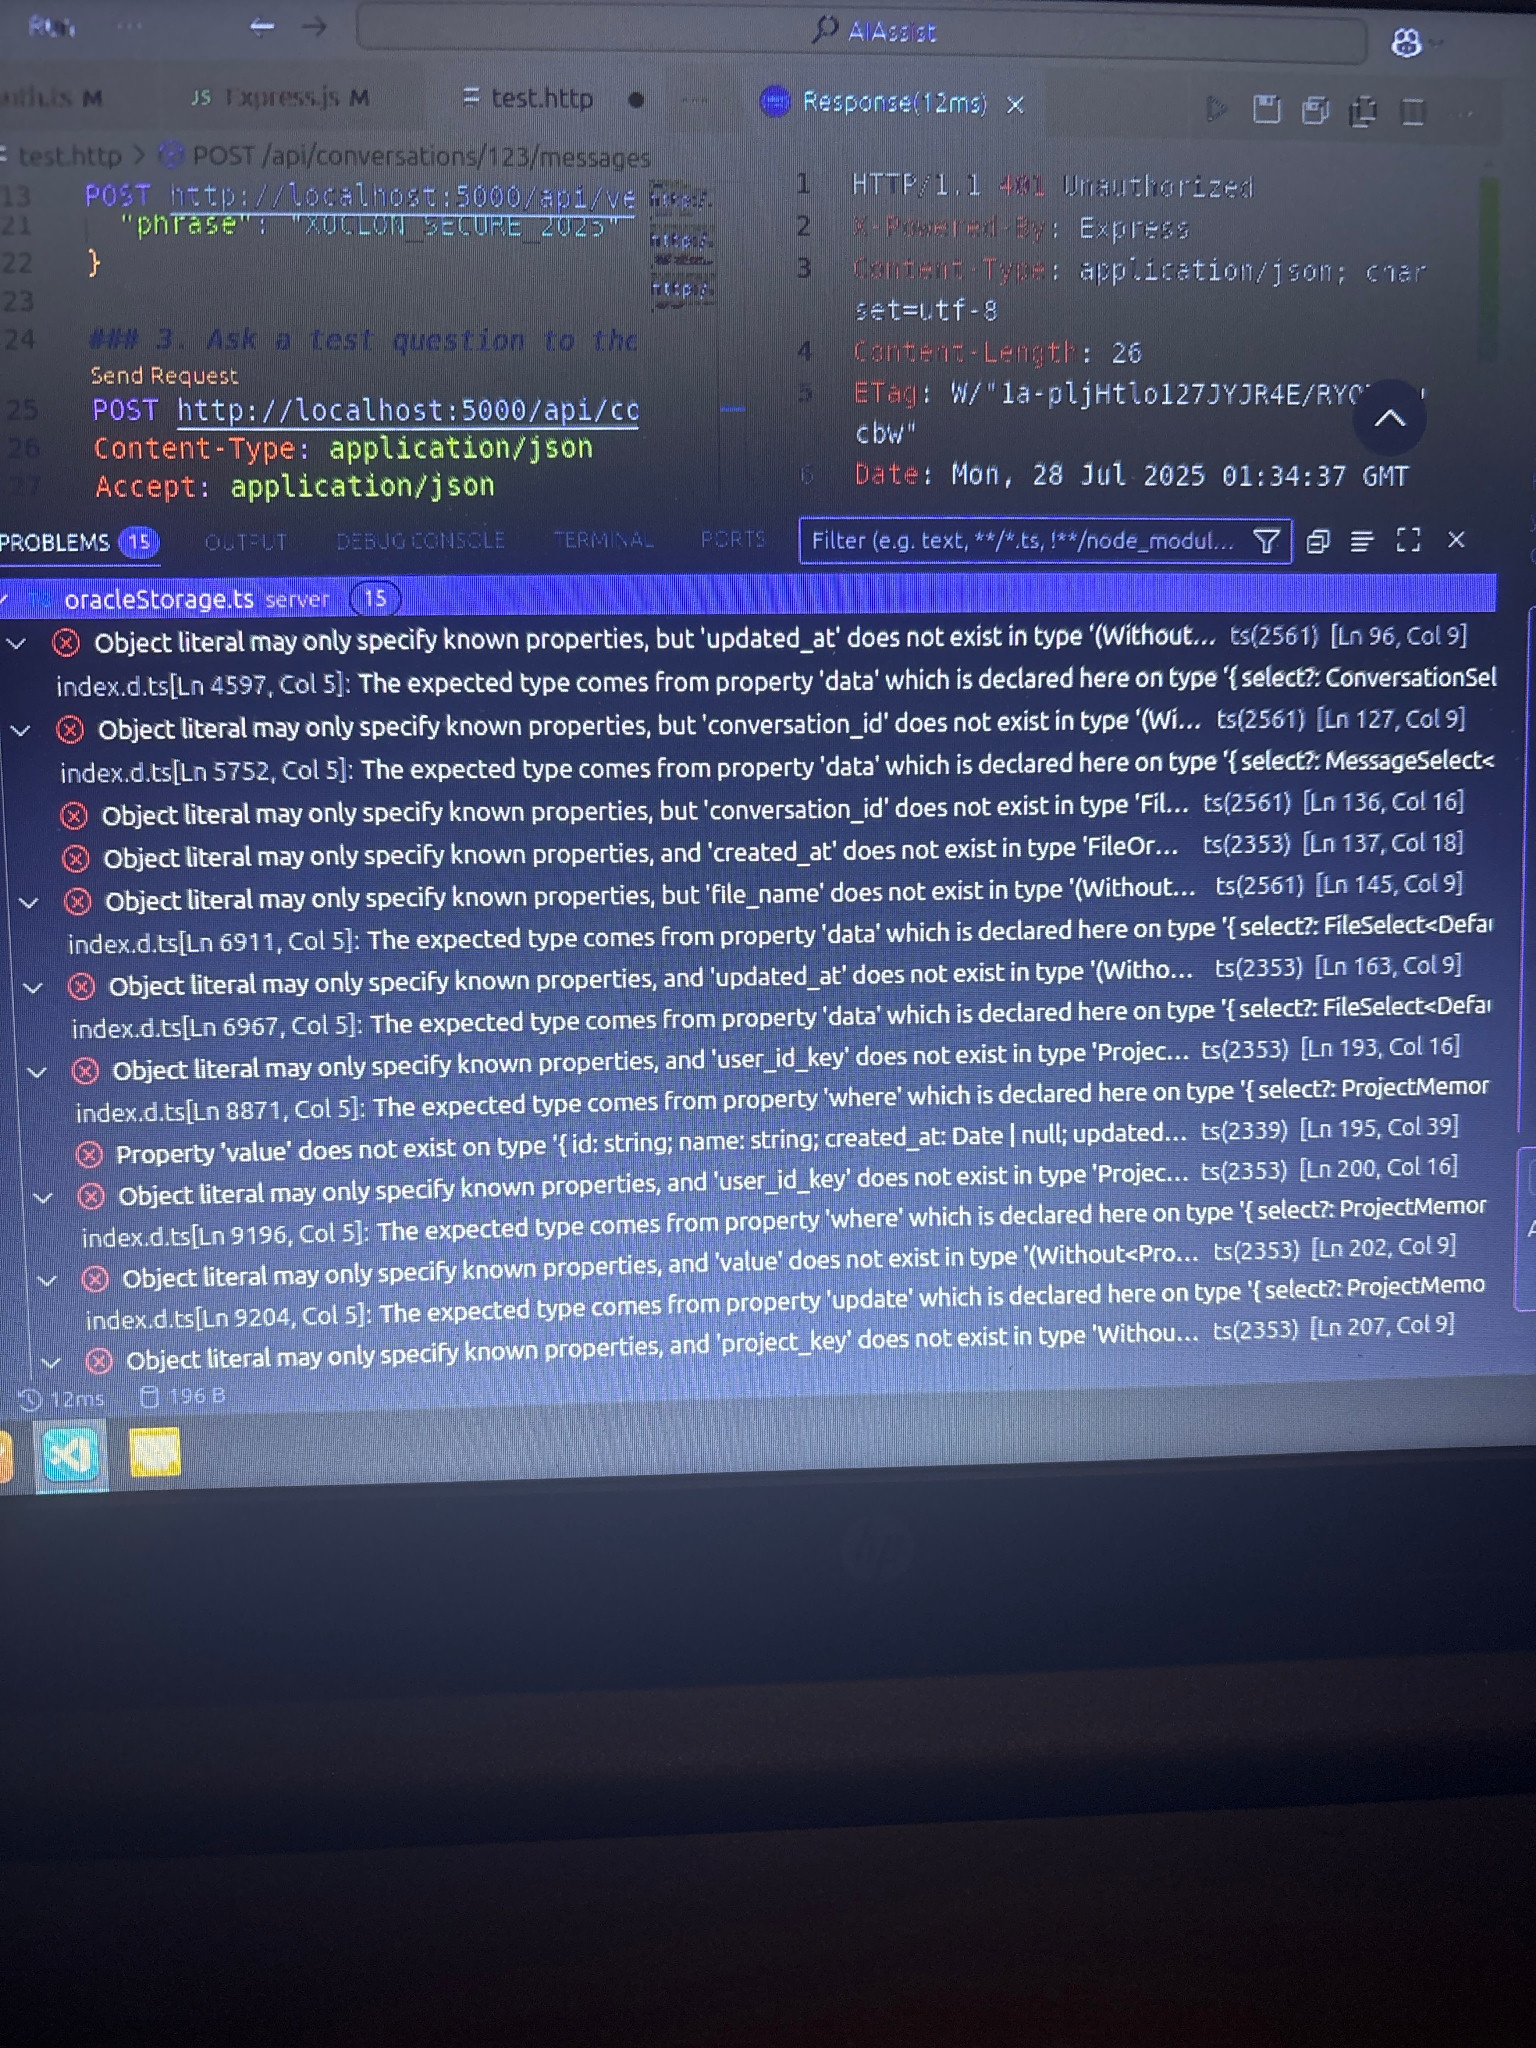 Run ...
AIAssist
M
JS Express.js M
test.http
Response(12ms)
test.http > POST /api/conversations/123/messages
13 POST http://localhost:5000/api/ve
21 "phrase": "XOCLON_SECURE_2025"
22 }
23
24 ### 3. Ask a test question to the
Send Request
25 POST http://localhost:5000/api/co
26 Content-Type: application/json
27 Accept: application/json
1 HTTP/1.1 401 Unauthorized
2 X-Powered-By: Express
3 Content-Type: application/json; char
set=utf-8
4 Content-Length: 26
5 ETag: W/"1a-pljHtlo127JYJR4E/RYO
cbw"
6 Date: Mon, 28 Jul 2025 01:34:37 GMT
PROBLEMS 15 OUTPUT DEBUG CONSOLE TERMINAL PORTS Filter (e.g. text, **/*.ts, !**/node_modul...
TS oracleStorage.ts server 15
Object literal may only specify known properties, but 'updated_at' does not exist in type '(Without... ts(2561) [Ln 96, Col 9]
index.d.ts[Ln 4597, Col 5]: The expected type comes from property 'data' which is declared here on type '{ select?: ConversationSel
Object literal may only specify known properties, but 'conversation_id' does not exist in type '(Wi... ts(2561) [Ln 127, Col 9]
index.d.ts[Ln 5752, Col 5]: The expected type comes from property 'data' which is declared here on type '{ select?: MessageSelect<
Object literal may only specify known properties, but 'conversation_id' does not exist in type 'Fil... ts(2561) [Ln 136, Col 16]
Object literal may only specify known properties, and 'created_at' does not exist in type 'FileOr... ts(2353) [Ln 137, Col 18]
Object literal may only specify known properties, but 'file_name' does not exist in type '(Without... ts(2561) [Ln 145, Col 9]
index.d.ts[Ln 6911, Col 5]: The expected type comes from property 'data' which is declared here on type '{ select?: FileSelect<Defau
Object literal may only specify known properties, and 'updated_at' does not exist in type '(Witho... ts(2353) [Ln 163, Col 9]
index.d.ts[Ln 6967, Col 5]: The expected type comes from property 'data' which is declared here on type '{ select?: FileSelect<Defau
Object literal may only specify known properties, and 'user_id_key' does not exist in type 'Projec... ts(2353) [Ln 193, Col 16]
index.d.ts[Ln 8871, Col 5]: The expected type comes from property 'where' which is declared here on type '{ select?: ProjectMemor
Property 'value' does not exist on type '{ id: string; name: string; created_at: Date | null; updated... ts(2339) [Ln 195, Col 39]
Object literal may only specify known properties, and 'user_id_key' does not exist in type 'Projec... ts(2353) [Ln 200, Col 16]
index.d.ts[Ln 9196, Col 5]: The expected type comes from property 'where' which is declared here on type '{ select?: ProjectMemor
Object literal may only specify known properties, and 'value' does not exist in type '(Without<Pro... ts(2353) [Ln 202, Col 9]
index.d.ts[Ln 9204, Col 5]: The expected type comes from property 'update' which is declared here on type '{ select?: ProjectMemo
Object literal may only specify known properties, and 'project_key' does not exist in type 'Withou... ts(2353) [Ln 207, Col 9]
12ms 196 B
hp